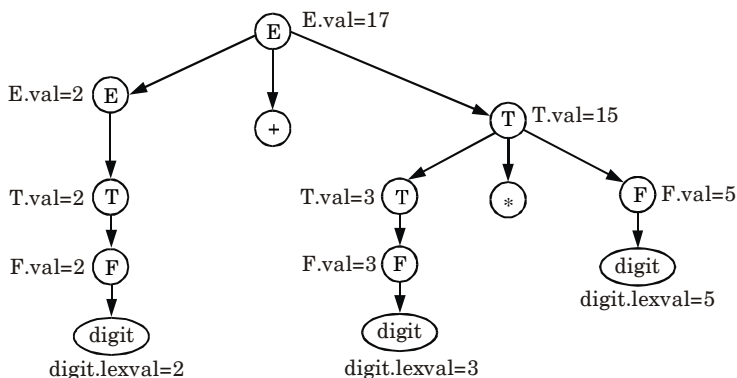 E E.val=17
E.val=2 E
+
T T.val=15
T.val=2 T
T.val=3 T
*
F F.val=5
F.val=2 F
F.val=3 F
digit
digit.lexval=5
digit
digit.lexval=2
digit
digit.lexval=3